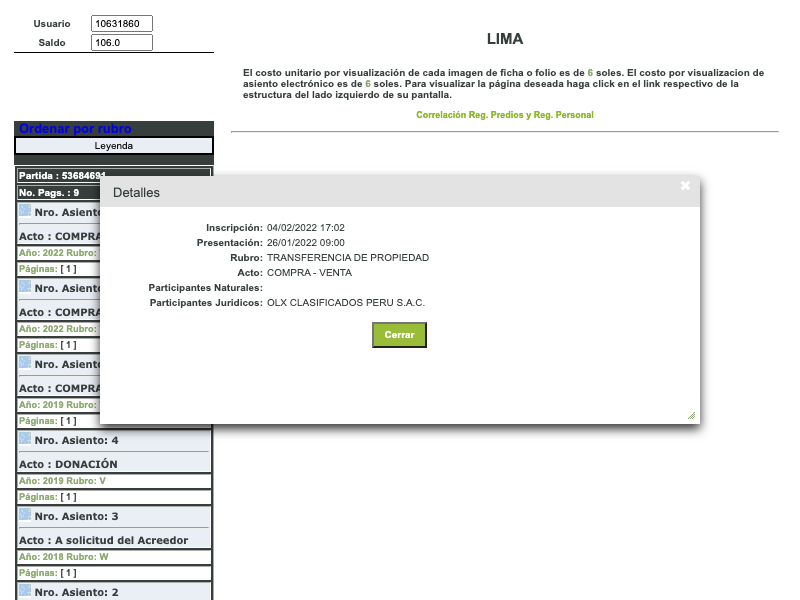 Usuario 10631860
Saldo 106.0
LIMA
El costo unitario por visualización de cada imagen de ficha o folio es de 6 soles. El costo por visualizacion de
asiento electrónico es de 6 soles. Para visualizar la página deseada haga click en el link respectivo de la
estructura del lado izquierdo de su pantalla.
Correlación Reg. Predios y Reg. Personal
Ordenar por rubro
Leyenda
Partida : 53684691
No. Pags. : 9
Nro. Asiento
Acto : COMPRA
Año: 2022 Rubro:
Páginas: [ 1 ]
Nro. Asiento
Acto : COMPRA
Año: 2022 Rubro:
Páginas: [ 1 ]
Nro. Asiento
Acto : COMPRA
Año: 2019 Rubro:
Páginas: [ 1 ]
Nro. Asiento: 4
Acto : DONACIÓN
Año: 2019 Rubro: V
Páginas: [ 1 ]
Nro. Asiento: 3
Acto : A solicitud del Acreedor
Año: 2018 Rubro: W
Páginas: [ 1 ]
Nro. Asiento: 2
Detalles
Inscripción: 04/02/2022 17:02
Presentación: 26/01/2022 09:00
Rubro: TRANSFERENCIA DE PROPIEDAD
Acto: COMPRA - VENTA
Participantes Naturales:
Participantes Juridicos: OLX CLASIFICADOS PERU S.A.C.
Cerrar